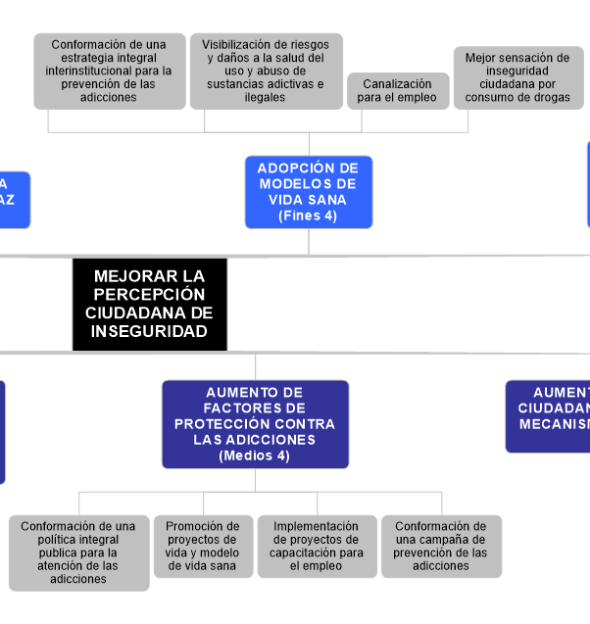 Conformación de una
estrategia integral
interinstitucional para la
prevención de las
adicciones
Visibilización de riesgos
y daños a la salud del
uso y abuso de
sustancias adictivas e
ilegales
Canalización
para el empleo
Mejor sensación de
inseguridad
ciudadana por
consumo de drogas
A
AZ
ADOPCIÓN DE
MODELOS DE
VIDA SANA
(Fines 4)
MEJORAR LA
PERCEPCIÓN
CIUDADANA DE
INSEGURIDAD
AUMENTO DE
FACTORES DE
PROTECCIÓN CONTRA
LAS ADICCIONES
(Medios 4)
AUMENT
CIUDADAN
MECANISM
Conformación de una
política integral
publica para la
atención de las
adicciones
Promoción de
proyectos de
vida y modelo
de vida sana
Implementación
de proyectos de
capacitación para
el empleo
Conformación de
una campaña de
prevención de las
adicciones